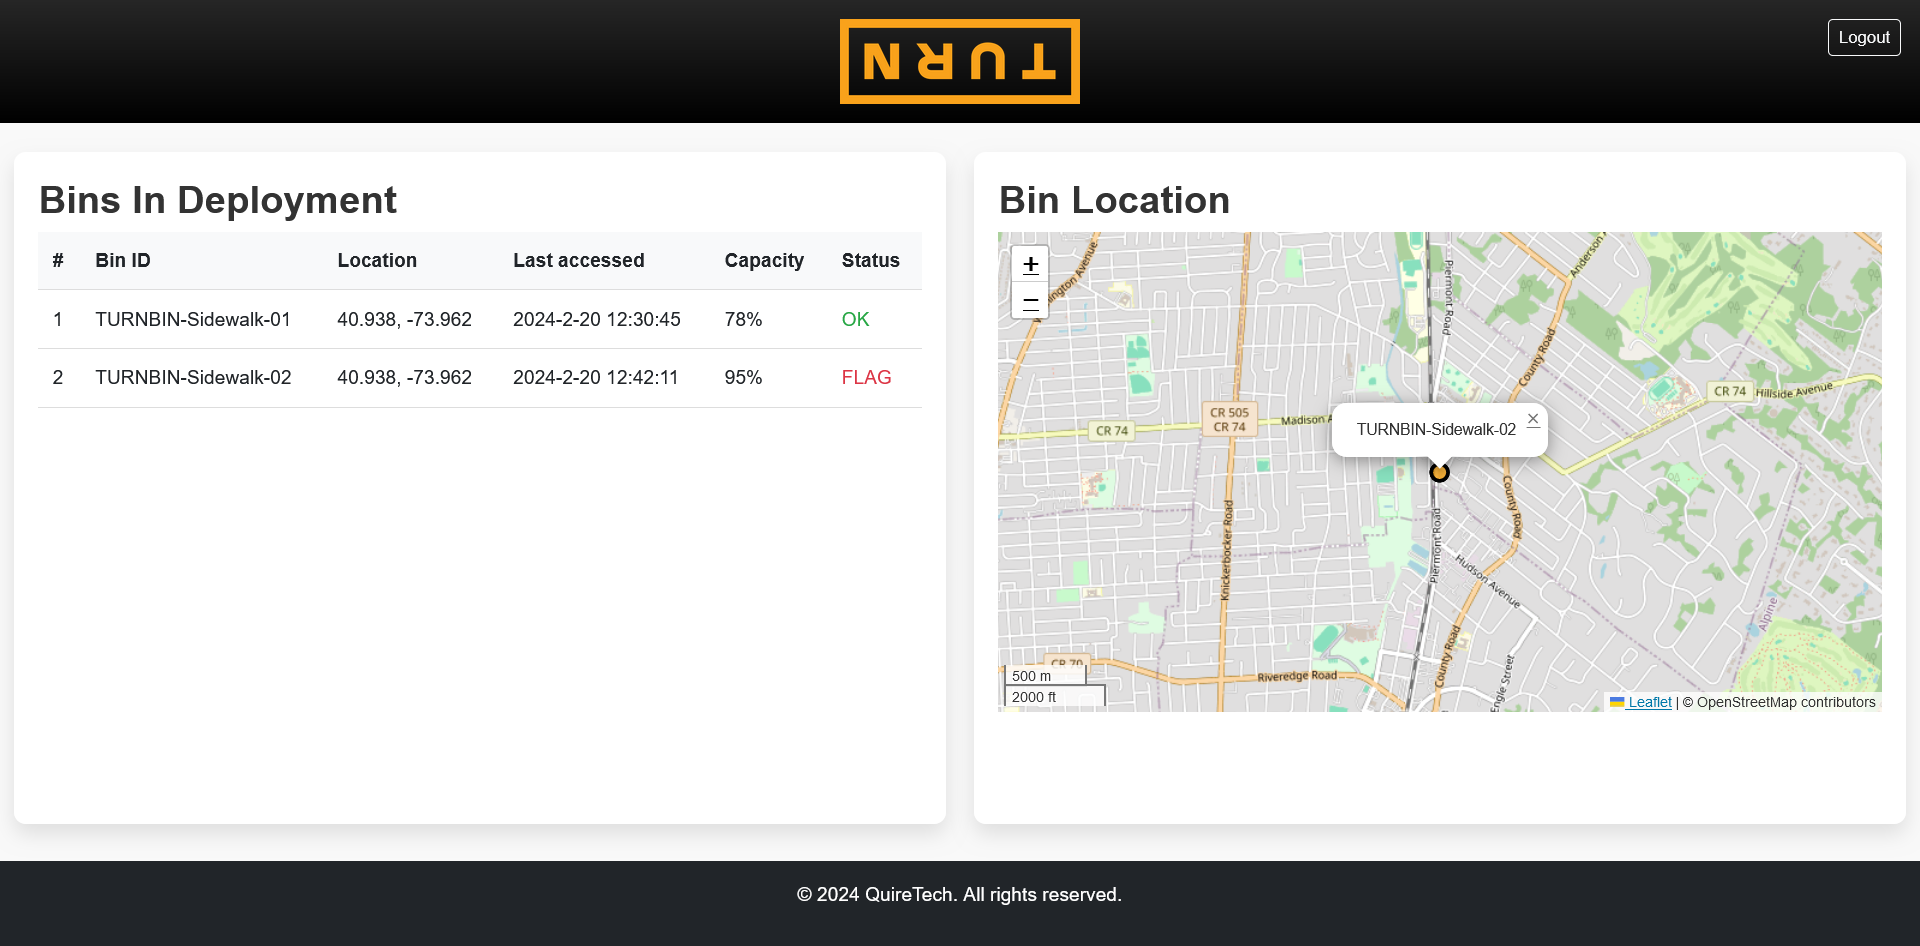 TURN
Logout
Bins In Deployment
# Bin ID Location Last accessed Capacity Status
1 TURNBIN-Sidewalk-01 40.938, -73.962 2024-2-20 12:30:45 78% OK
2 TURNBIN-Sidewalk-02 40.938, -73.962 2024-2-20 12:42:11 95% FLAG
Bin Location
+
−
ington Avenue
Piermont Road
Anderson A
County Road
CR 74
Hillside Avenue
CR 505
CR 74
Madison A
CR 74
TURNBIN-Sidewalk-02
×
County Road
Knickerbocker Road
Piermont Road
Hudson Avenue
Alpine
County Road
Engle Street
CR 70
Riveredge Road
500 m
2000 ft
Leaflet | © OpenStreetMap contributors
© 2024 QuireTech. All rights reserved.